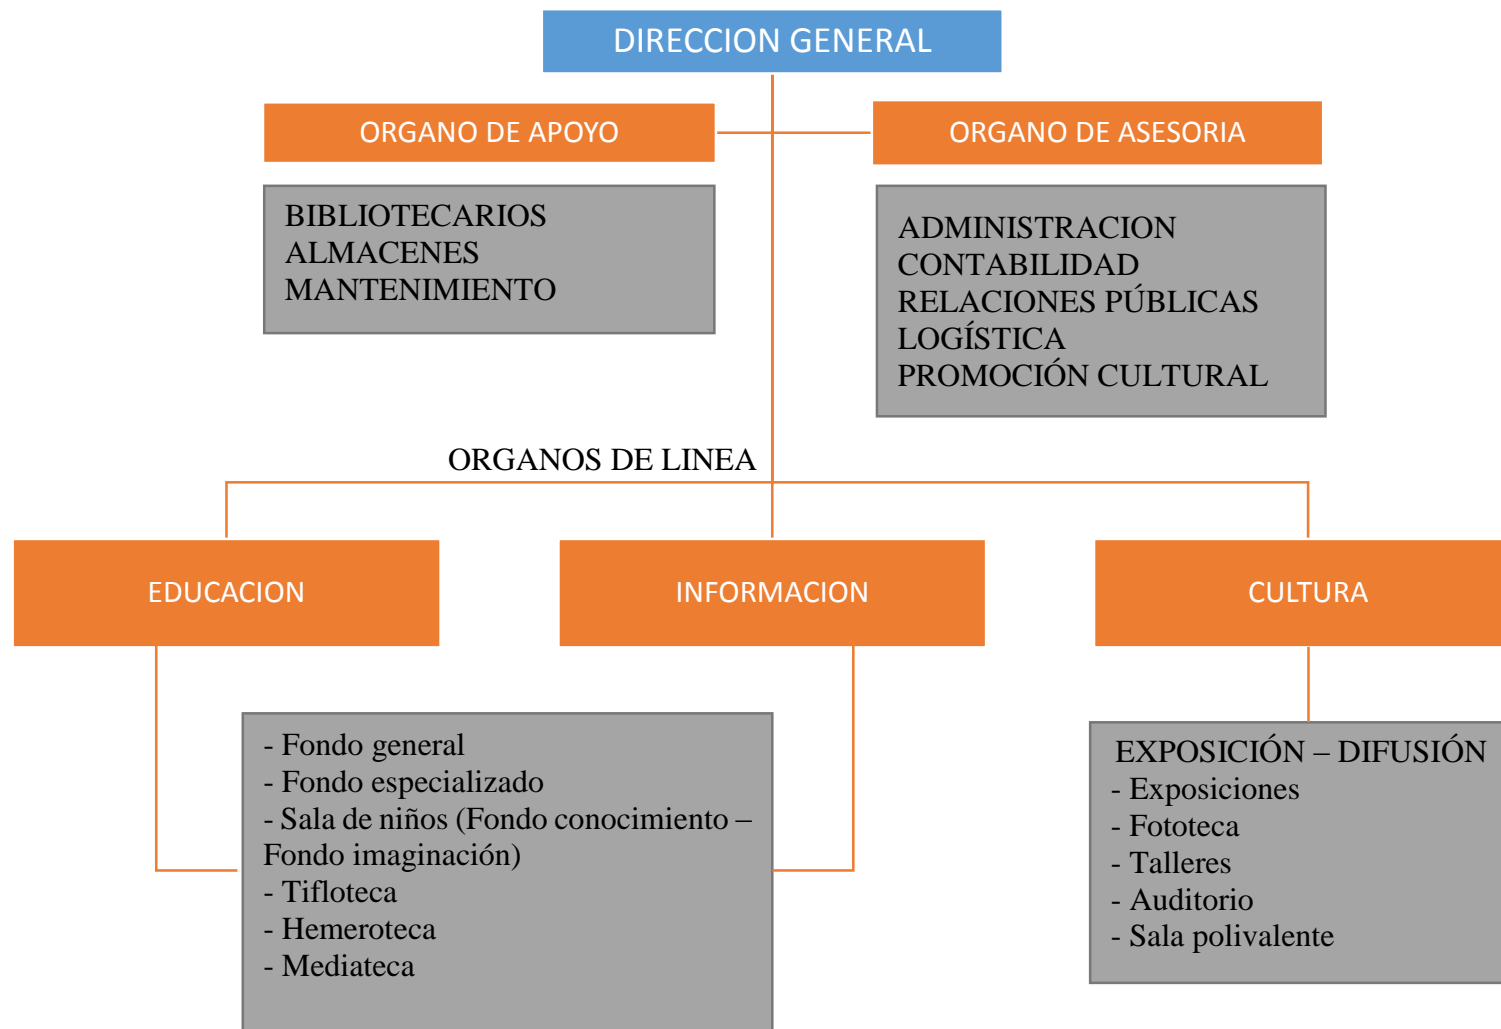 DIRECCION GENERAL
ORGANO DE APOYO
ORGANO DE ASESORIA
BIBLIOTECARIOS
ALMACENES
MANTENIMIENTO
ADMINISTRACION
CONTABILIDAD
RELACIONES PÚBLICAS
LOGÍSTICA
PROMOCIÓN CULTURAL
ORGANOS DE LINEA
EDUCACION
INFORMACION
CULTURA
- Fondo general
- Fondo especializado
- Sala de niños (Fondo conocimiento –
Fondo imaginación)
- Tifloteca
- Hemeroteca
- Mediateca
EXPOSICIÓN – DIFUSIÓN
- Exposiciones
- Fototeca
- Talleres
- Auditorio
- Sala polivalente